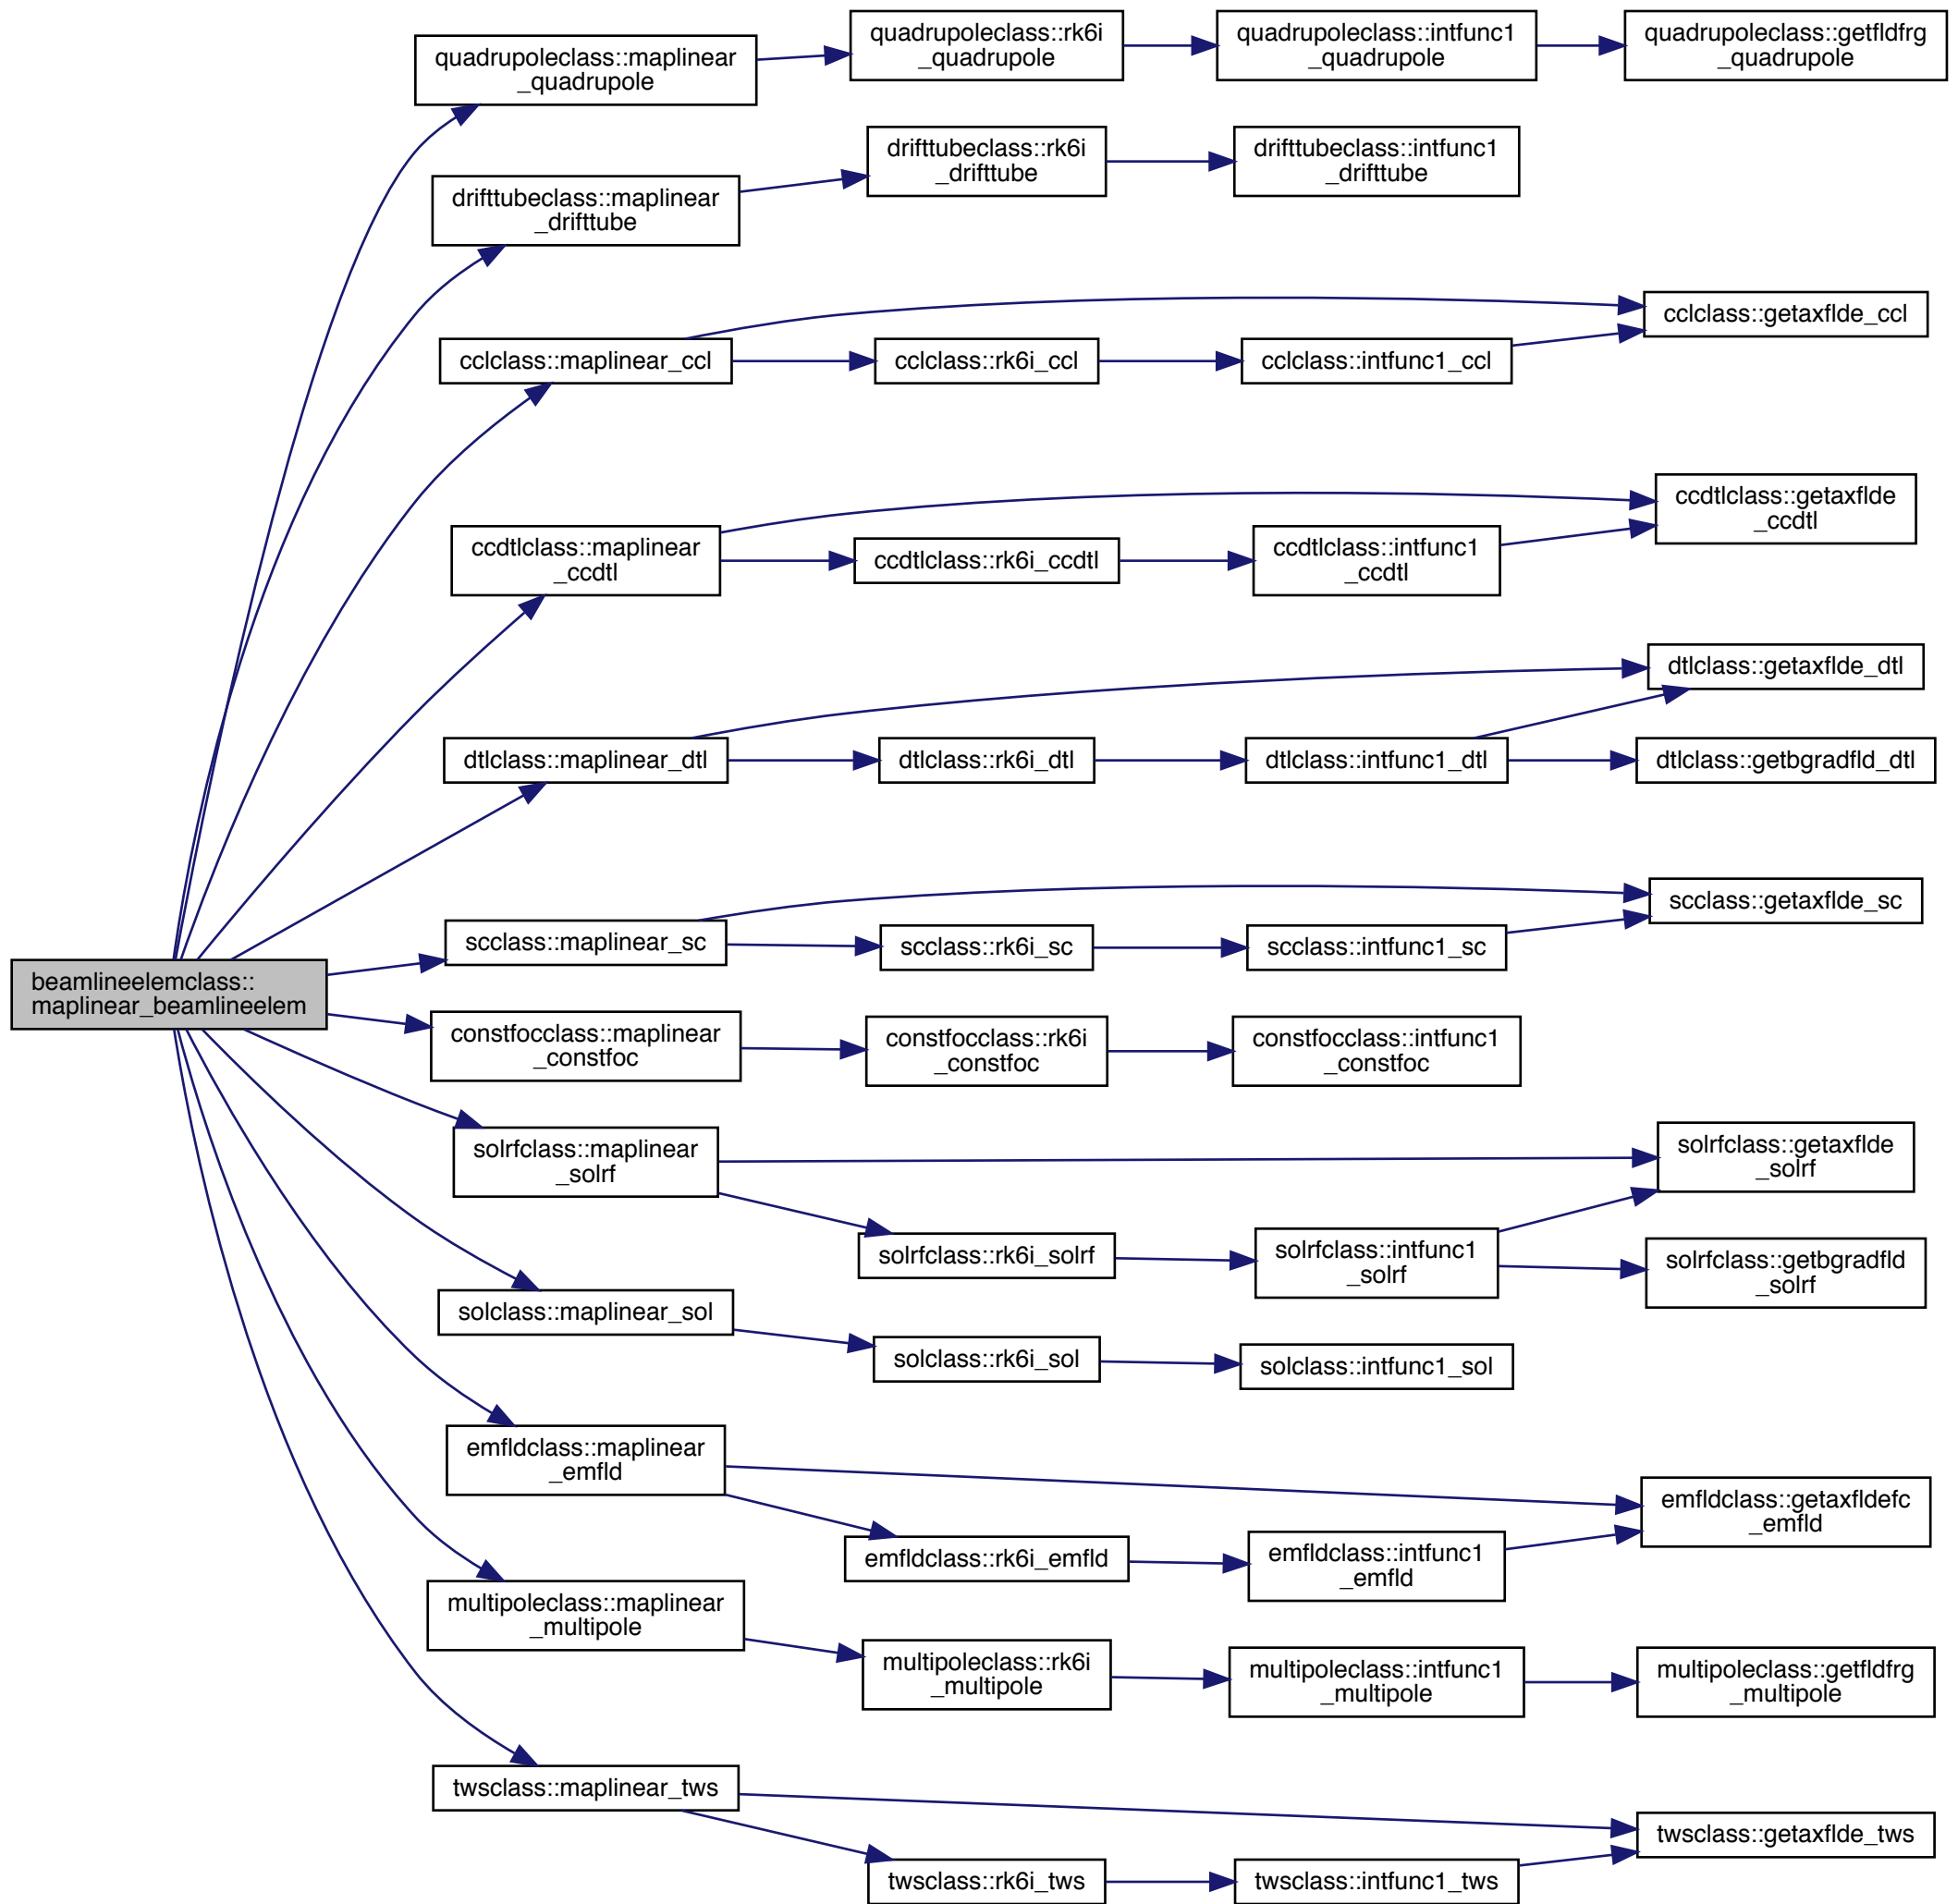 beamlineelemclass::
maplinear_beamlineelem
quadrupoleclass::maplinear
_quadrupole
quadrupoleclass::rk6i
_quadrupole
quadrupoleclass::intfunc1
_quadrupole
quadrupoleclass::getfldfrg
_quadrupole
drifttubeclass::maplinear
_drifttube
drifttubeclass::rk6i
_drifttube
drifttubeclass::intfunc1
_drifttube
cclclass::maplinear_ccl
cclclass::rk6i_ccl
cclclass::intfunc1_ccl
cclclass::getaxflde_ccl
ccdtlclass::maplinear
_ccdtl
ccdtlclass::rk6i_ccdtl
ccdtlclass::intfunc1
_ccdtl
ccdtlclass::getaxflde
_ccdtl
dtlclass::maplinear_dtl
dtlclass::rk6i_dtl
dtlclass::intfunc1_dtl
dtlclass::getaxflde_dtl
dtlclass::getbgradfld_dtl
scclass::maplinear_sc
scclass::rk6i_sc
scclass::intfunc1_sc
scclass::getaxflde_sc
constfocclass::maplinear
_constfoc
constfocclass::rk6i
_constfoc
constfocclass::intfunc1
_constfoc
solrfclass::maplinear
_solrf
solrfclass::rk6i_solrf
solrfclass::intfunc1
_solrf
solrfclass::getaxflde
_solrf
solrfclass::getbgradfld
_solrf
solclass::maplinear_sol
solclass::rk6i_sol
solclass::intfunc1_sol
emfldclass::maplinear
_emfld
emfldclass::rk6i_emfld
emfldclass::intfunc1
_emfld
emfldclass::getaxfldefc
_emfld
multipoleclass::maplinear
_multipole
multipoleclass::rk6i
_multipole
multipoleclass::intfunc1
_multipole
multipoleclass::getfldfrg
_multipole
twsclass::maplinear_tws
twsclass::rk6i_tws
twsclass::intfunc1_tws
twsclass::getaxflde_tws